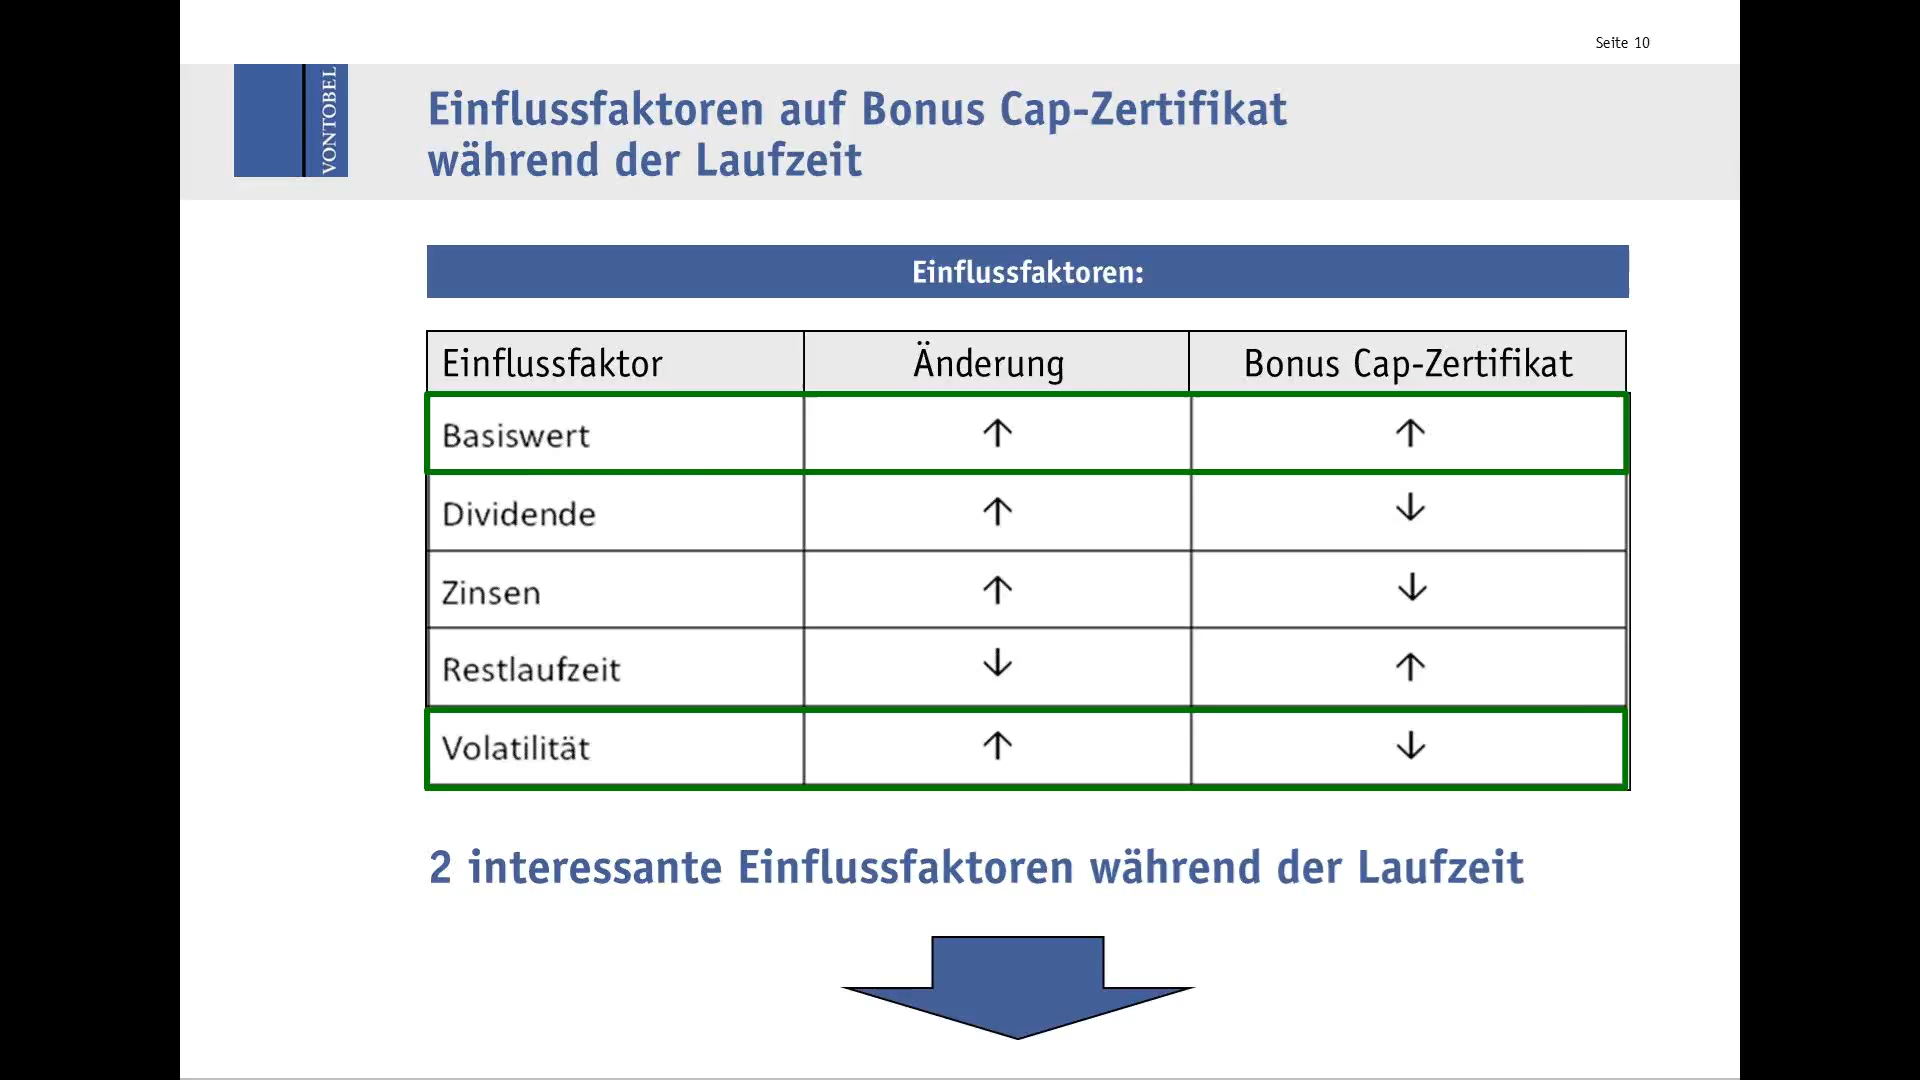 Seite 10
VONTOBEL
Einflussfaktoren auf Bonus Cap-Zertifikat
während der Laufzeit
Einflussfaktoren:
Einflussfaktor Änderung Bonus Cap-Zertifikat
Basiswert ↑ ↑
Dividende ↑ ↓
Zinsen ↑ ↓
Restlaufzeit ↓ ↑
Volatilität ↑ ↓
2 interessante Einflussfaktoren während der Laufzeit